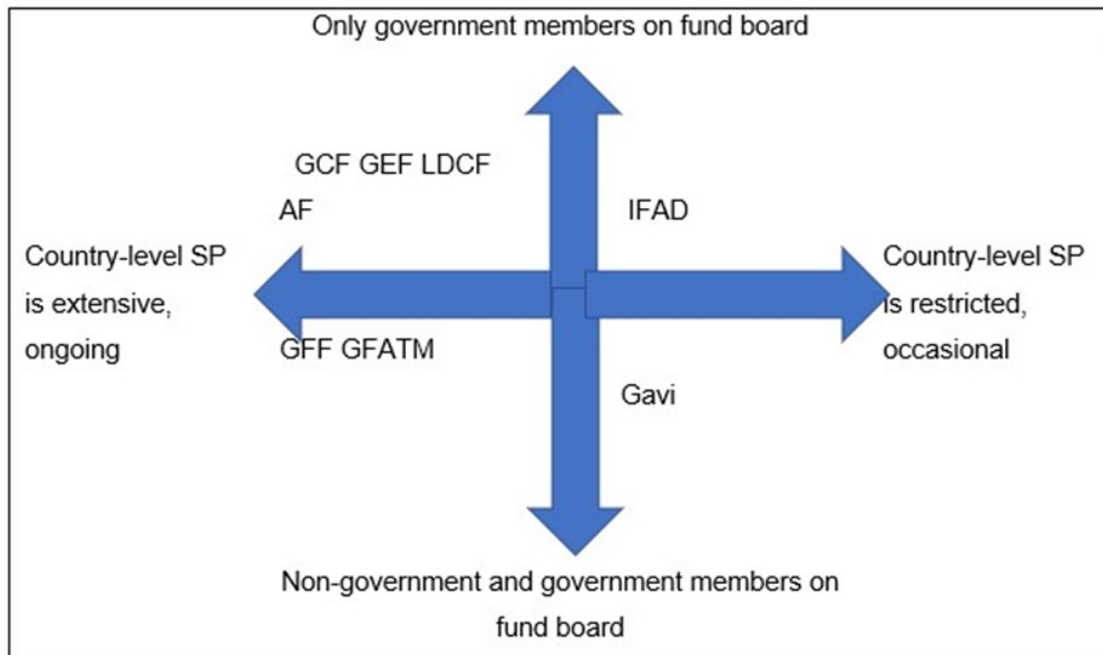 Only government members on fund board
GCF GEF LDCF
AF
IFAD
Country-level SP
is extensive,
ongoing
Country-level SP
is restricted,
occasional
GFF GFATM
Gavi
Non-government and government members on
fund board